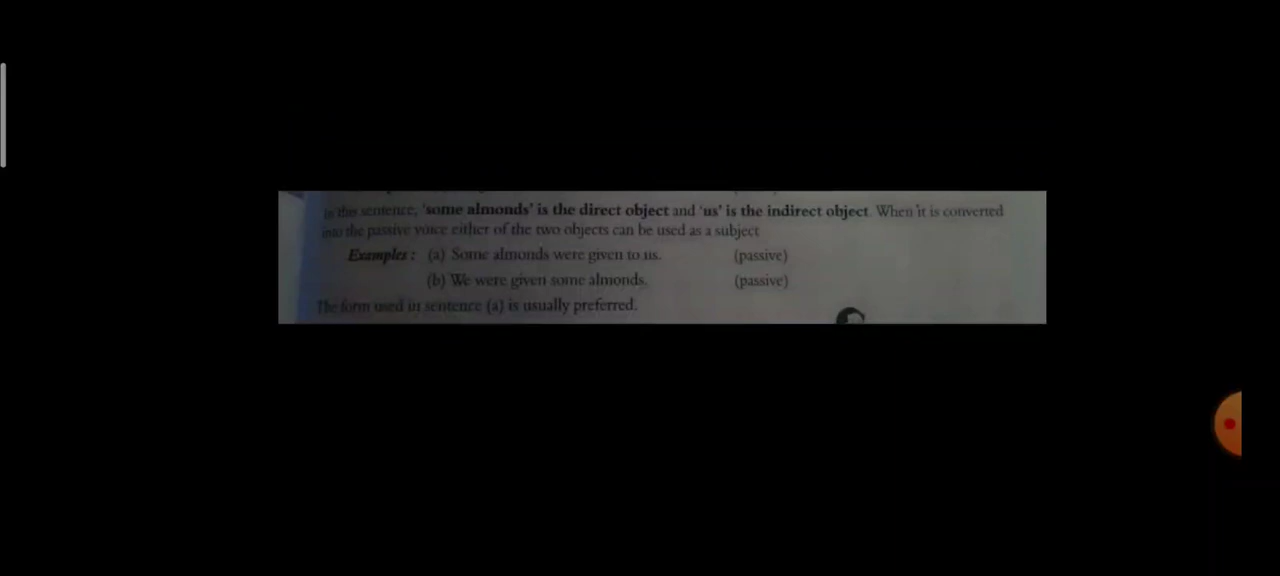 In this sentence, 'some almonds' is the direct object and 'us' is the indirect object. When it is converted
into the passive voice either of the two objects can be used as a subject
Examples : (a) Some almonds were given to us. (passive)
(b) We were given some almonds. (passive)
The form used in sentence (a) is usually preferred.